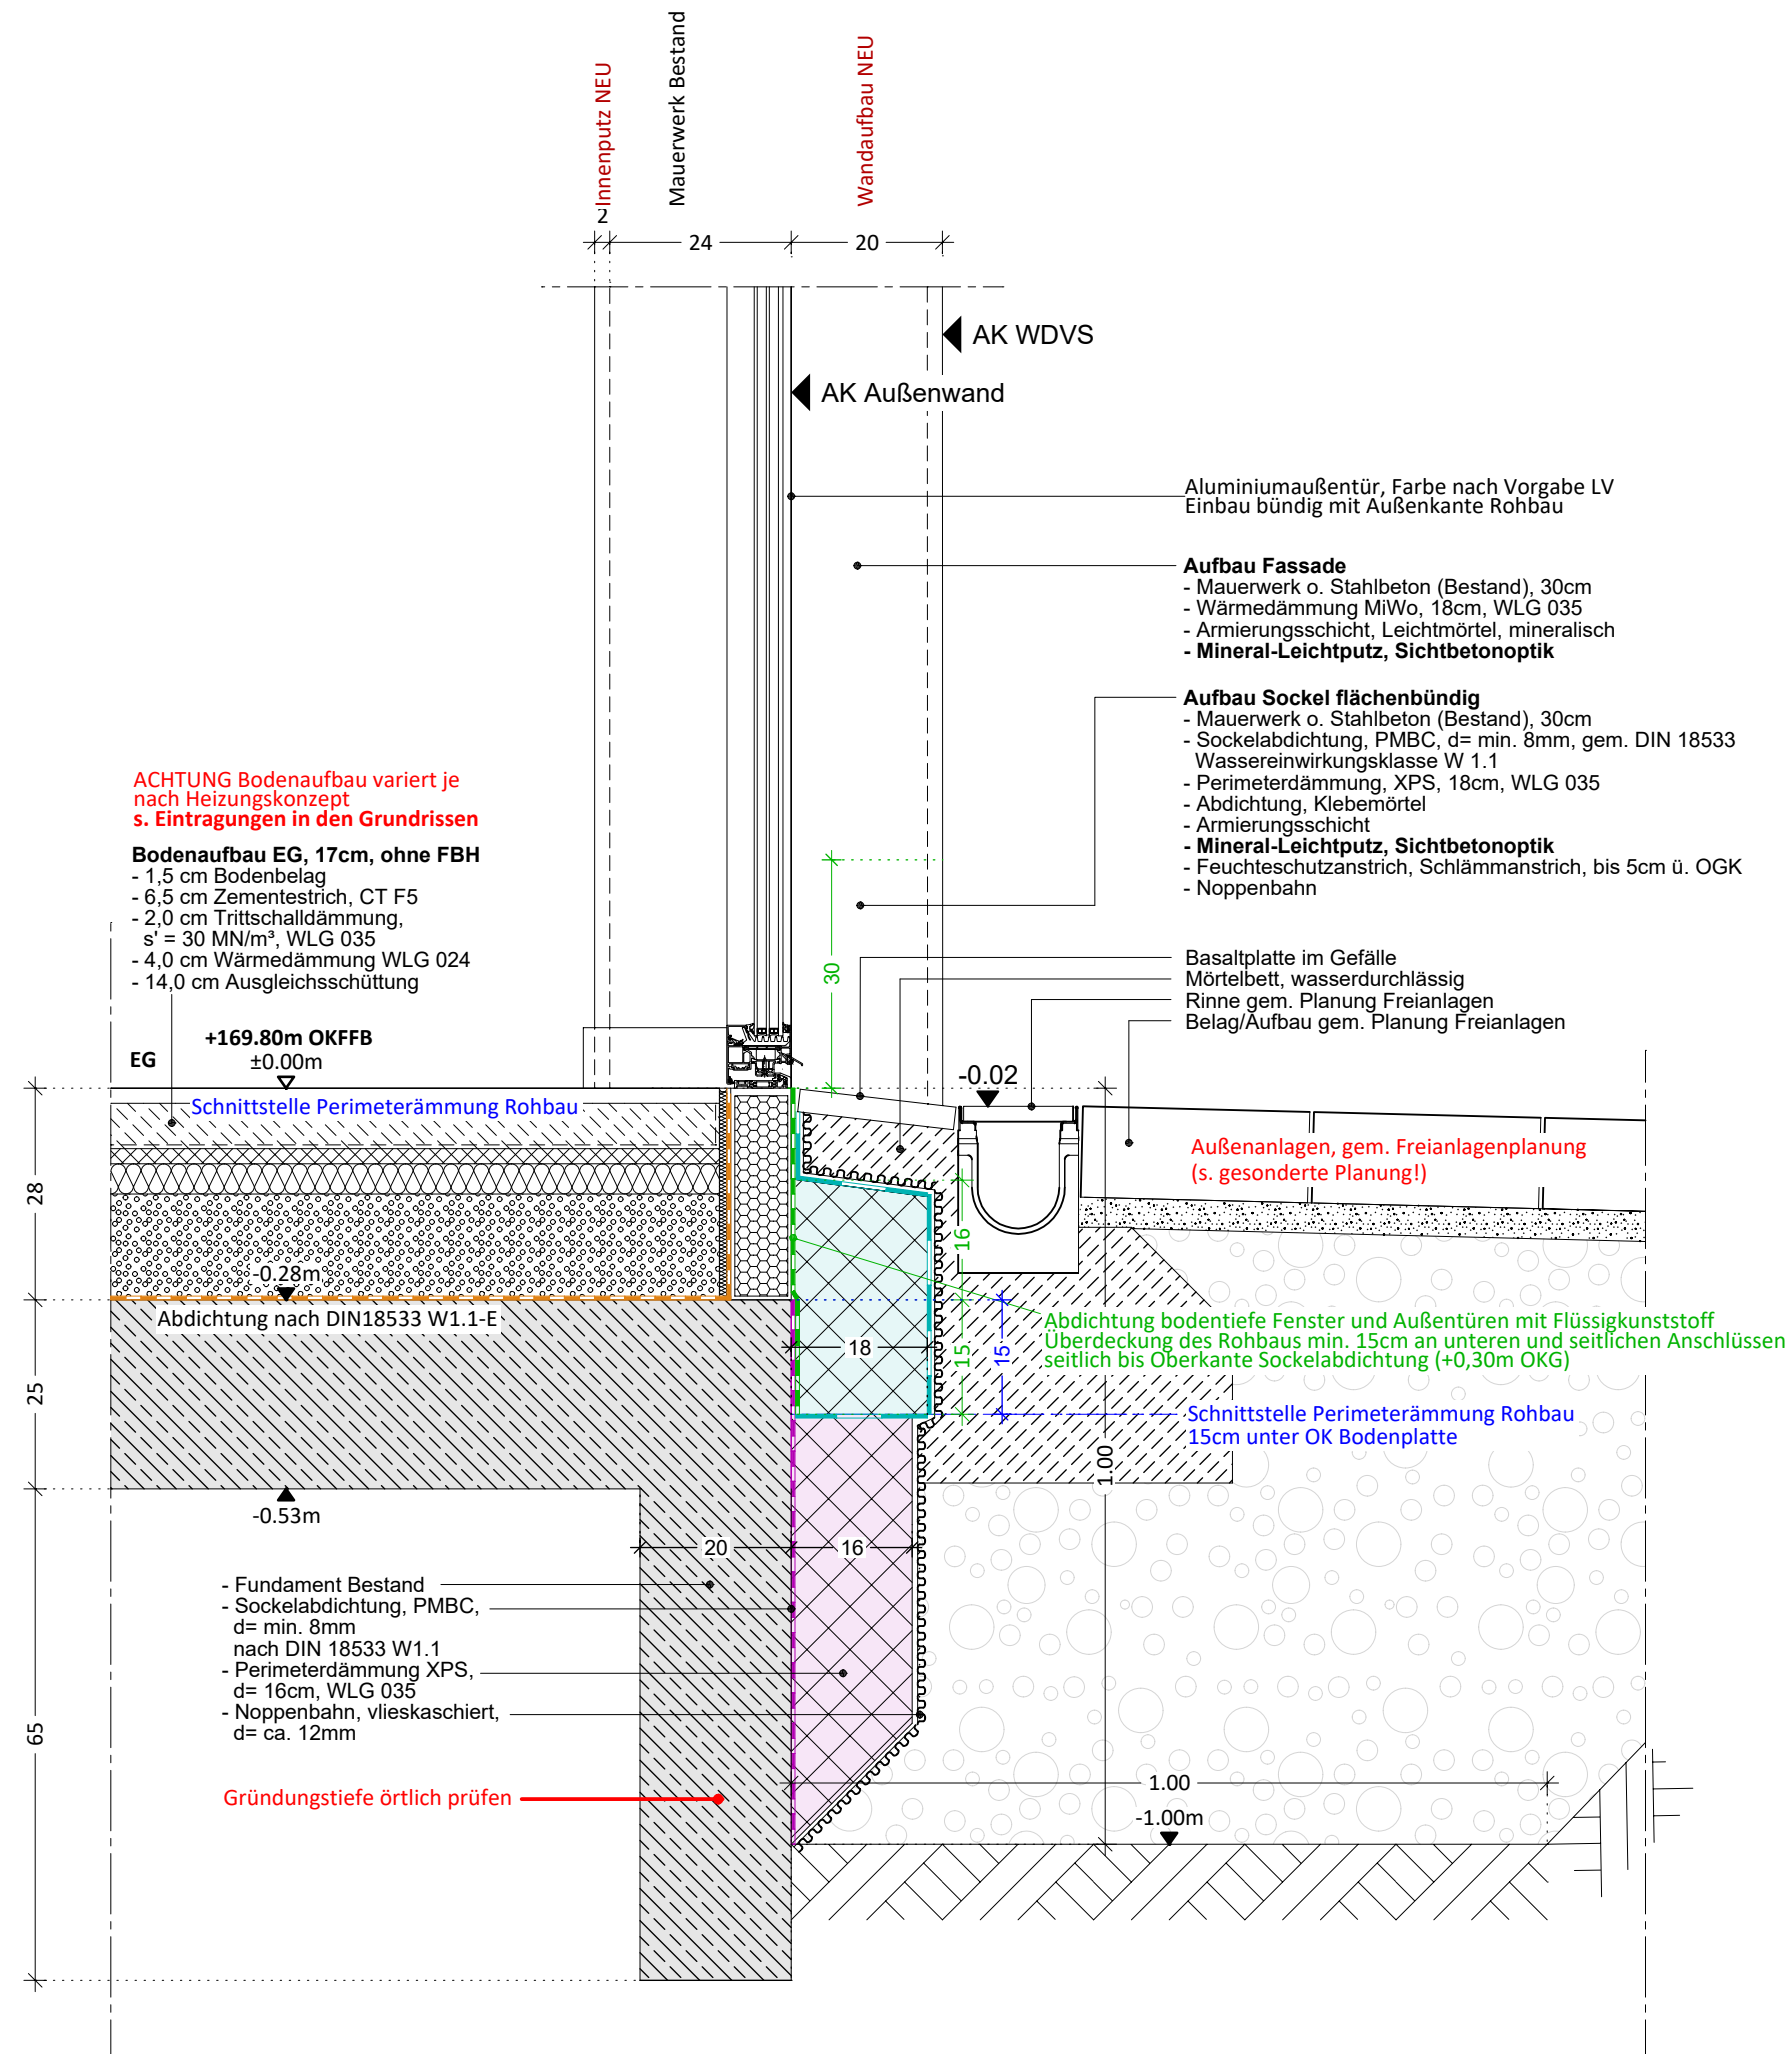 Innenputz NEU
Mauerwerk Bestand
Wandaufbau NEU
2
24
20
AK WDVS
AK Außenwand
Aluminiumaußentür, Farbe nach Vorgabe LV
Einbau bündig mit Außenkante Rohbau
Aufbau Fassade
- Mauerwerk o. Stahlbeton (Bestand), 30cm
- Wärmedämmung MiWo, 18cm, WLG 035
- Armierungsschicht, Leichtmörtel, mineralisch
- Mineral-Leichtputz, Sichtbetonoptik
Aufbau Sockel flächenbündig
- Mauerwerk o. Stahlbeton (Bestand), 30cm
- Sockelabdichtung, PMBC, d= min. 8mm, gem. DIN 18533
Wassereinwirkungsklasse W 1.1
- Perimeterdämmung, XPS, 18cm, WLG 035
- Abdichtung, Klebemörtel
- Armierungsschicht
- Mineral-Leichtputz, Sichtbetonoptik
- Feuchteschutzanstrich, Schlämmanstrich, bis 5cm ü. OGK
- Noppenbahn
ACHTUNG Bodenaufbau variert je
nach Heizungskonzept
s. Eintragungen in den Grundrissen
Bodenaufbau EG, 17cm, ohne FBH
- 1,5 cm Bodenbelag
- 6,5 cm Zementestrich, CT F5
- 2,0 cm Trittschalldämmung,
s' = 30 MN/m³, WLG 035
- 4,0 cm Wärmedämmung WLG 024
- 14,0 cm Ausgleichsschüttung
30
Basaltplatte im Gefälle
Mörtelbett, wasserdurchlässig
Rinne gem. Planung Freianlagen
Belag/Aufbau gem. Planung Freianlagen
+169.80m OKFFB
EG
±0.00m
-0.02
Schnittstelle Perimeterämmung Rohbau
Außenanlagen, gem. Freianlagenplanung
(s. gesonderte Planung!)
28
16
-0.28m
Abdichtung nach DIN18533 W1.1-E
Abdichtung bodentiefe Fenster und Außentüren mit Flüssigkunststoff
Überdeckung des Rohbaus min. 15cm an unteren und seitlichen Anschlüssen
seitlich bis Oberkante Sockelabdichtung (+0,30m OKG)
18
15
15
25
Schnittstelle Perimeterämmung Rohbau
15cm unter OK Bodenplatte
1.00
-0.53m
20
16
- Fundament Bestand
- Sockelabdichtung, PMBC,
d= min. 8mm
nach DIN 18533 W1.1
- Perimeterdämmung XPS,
d= 16cm, WLG 035
- Noppenbahn, vlieskaschiert,
d= ca. 12mm
65
Gründungstiefe örtlich prüfen
1.00
-1.00m